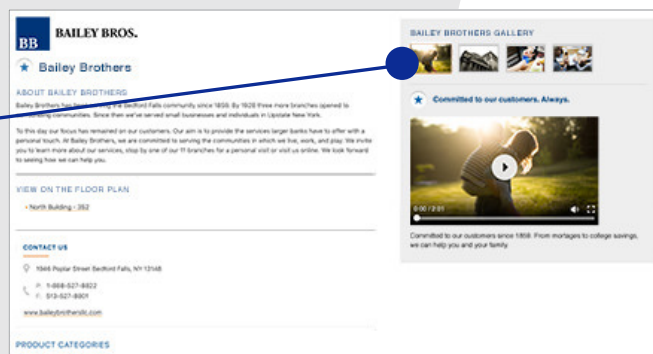 BB
BAILEY BROS.
Bailey Brothers
ABOUT BAILEY BROTHERS
Bailey Brothers has been serving the Bedford Falls community since 1859. By 1928 three more branches opened to
communities. Since then we've served small businesses and individuals in Upstate New York.
To this day our focus has remained on our customers. Our aim is to provide the services larger banks have to offer with a
personal touch. At Bailey Brothers, we are committed to serving the communities in which we live, work, and play. We invite
you to learn more about our services, stop by one of our 11 branches for a personal visit or visit us online. We look forward
to seeing how we can help you.
VIEW ON THE FLOOR PLAN
North Building - 352
CONTACT US
1946 Poplar Street Bedford Falls, NY 13148
P: 1-868-527-8822
F: 513-527-8801
www.baileybrothersllc.com
PRODUCT CATEGORIES
BAILEY BROTHERS GALLERY
Committed to our customers. Always.
0:00 / 2:01
Committed to our customers since 1859. From mortages to college savings,
we can help you and your family.